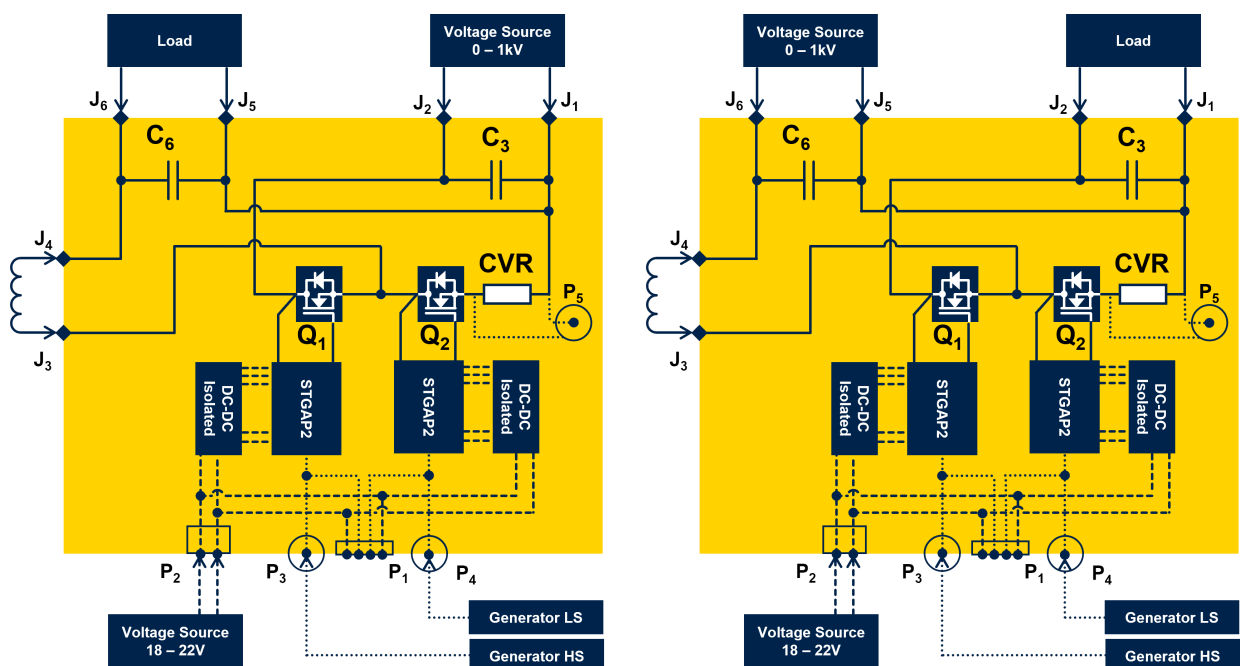 Load
Voltage Source
0 – 1kV
J6
J5
J2
J1
C6
C3
J4
CVR
P5
Q1
Q2
J3
DC-DC
Isolated
STGAP2
STGAP2
DC-DC
Isolated
P2
P3
P1
P4
Voltage Source
18 – 22V
Generator LS
Generator HS
Voltage Source
0 – 1kV
Load
J6
J5
J2
J1
C6
C3
J4
CVR
P5
Q1
Q2
J3
DC-DC
Isolated
STGAP2
STGAP2
DC-DC
Isolated
P2
P3
P1
P4
Voltage Source
18 – 22V
Generator LS
Generator HS